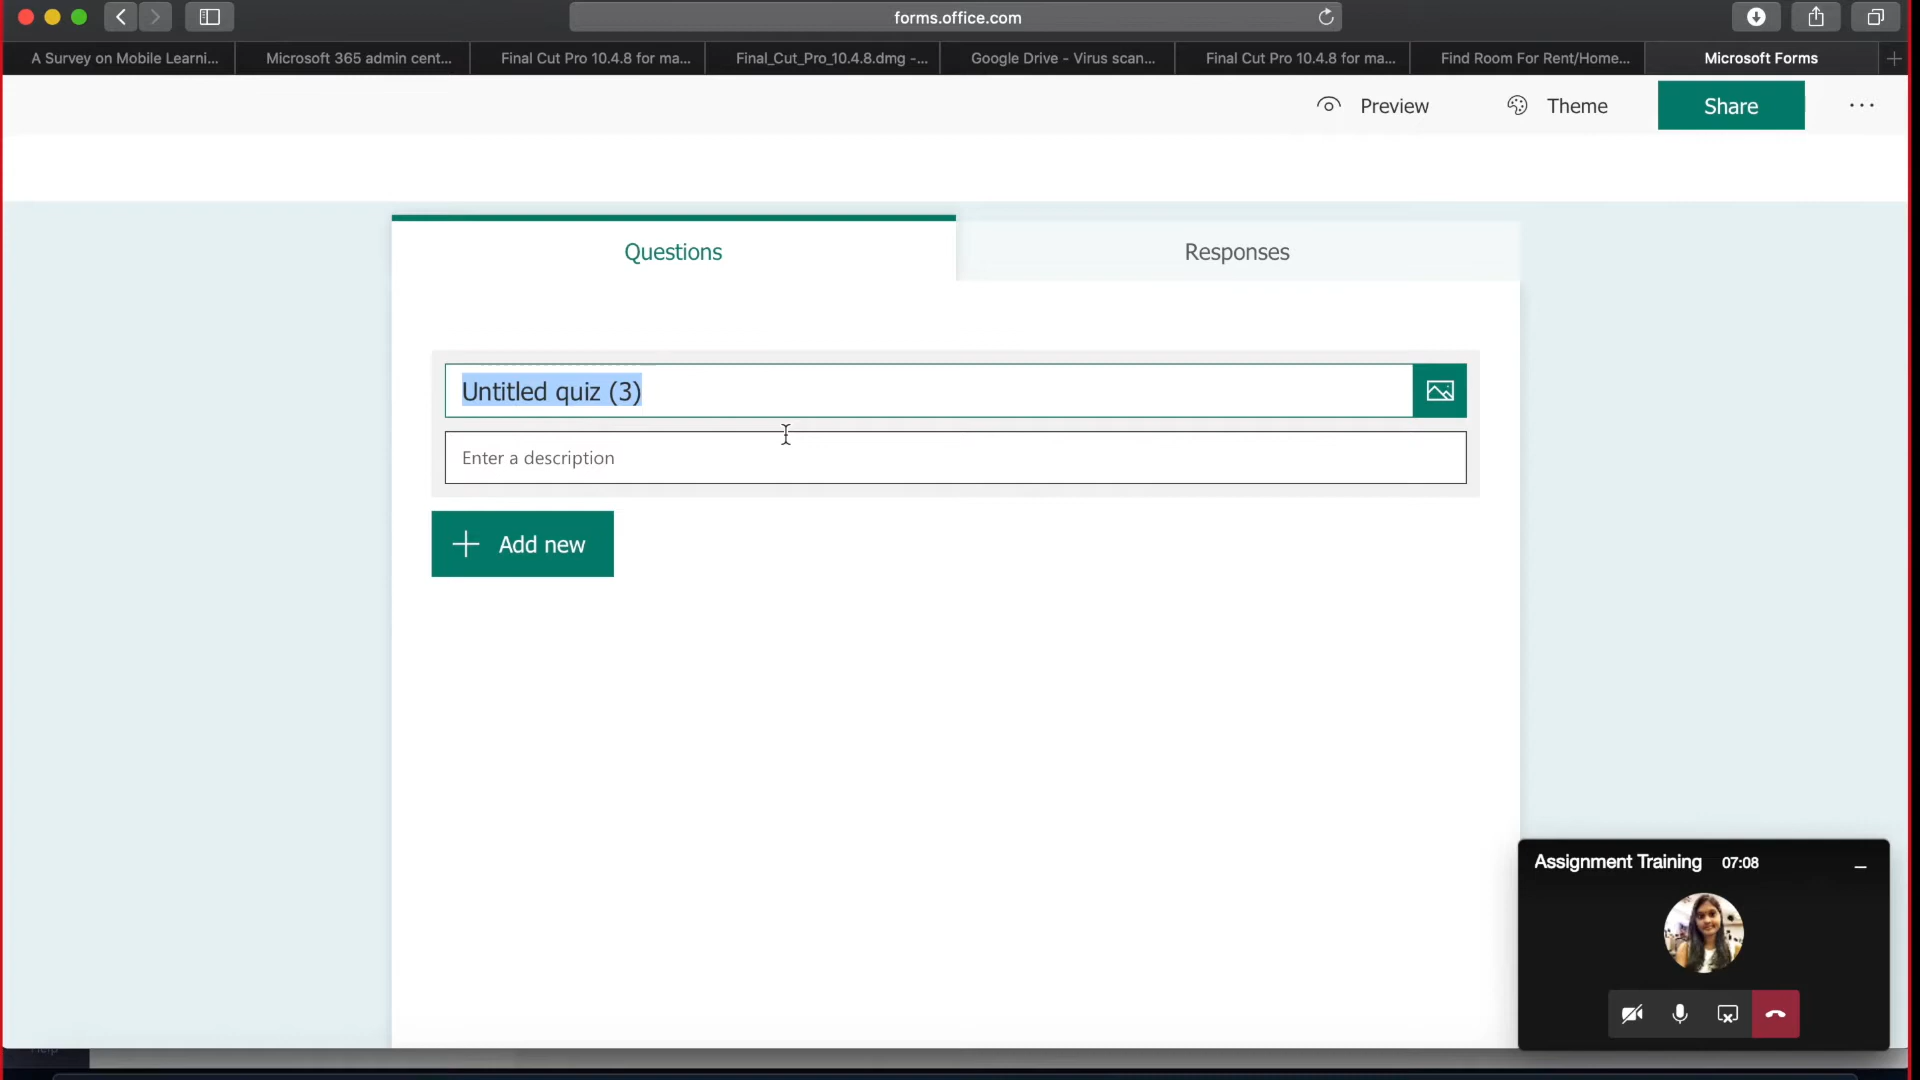 forms.office.com
A Survey on Mobile Learni...
Microsoft 365 admin cent...
Final Cut Pro 10.4.8 for ma...
Final_Cut_Pro_10.4.8.dmg -...
Google Drive - Virus scan...
Final Cut Pro 10.4.8 for ma...
Find Room For Rent/Home...
Microsoft Forms
Preview
Theme
Share
Questions
Responses
Untitled quiz (3)
Enter a description
Add new
Assignment Training 07:08
Help